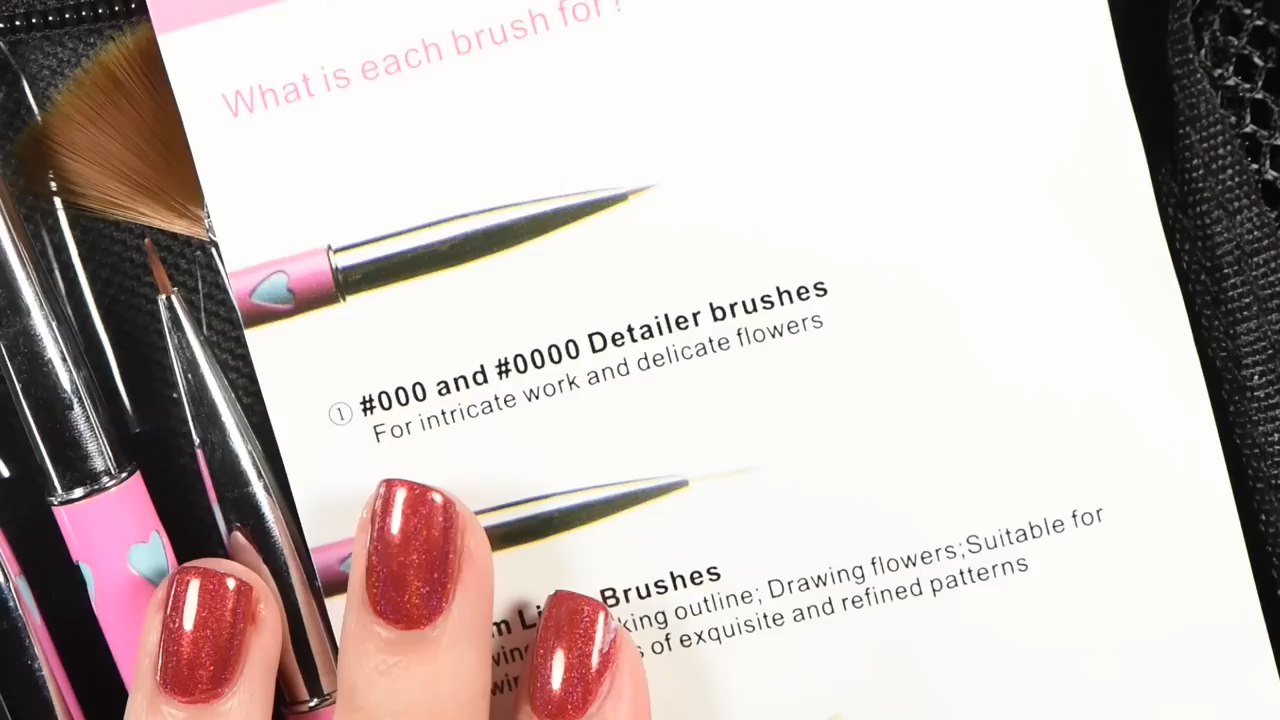 What is each brush for?
① #000 and #0000 Detailer brushes
For intricate work and delicate flowers
Brushes
outline; Drawing flowers;Suitable for
of exquisite and refined patterns